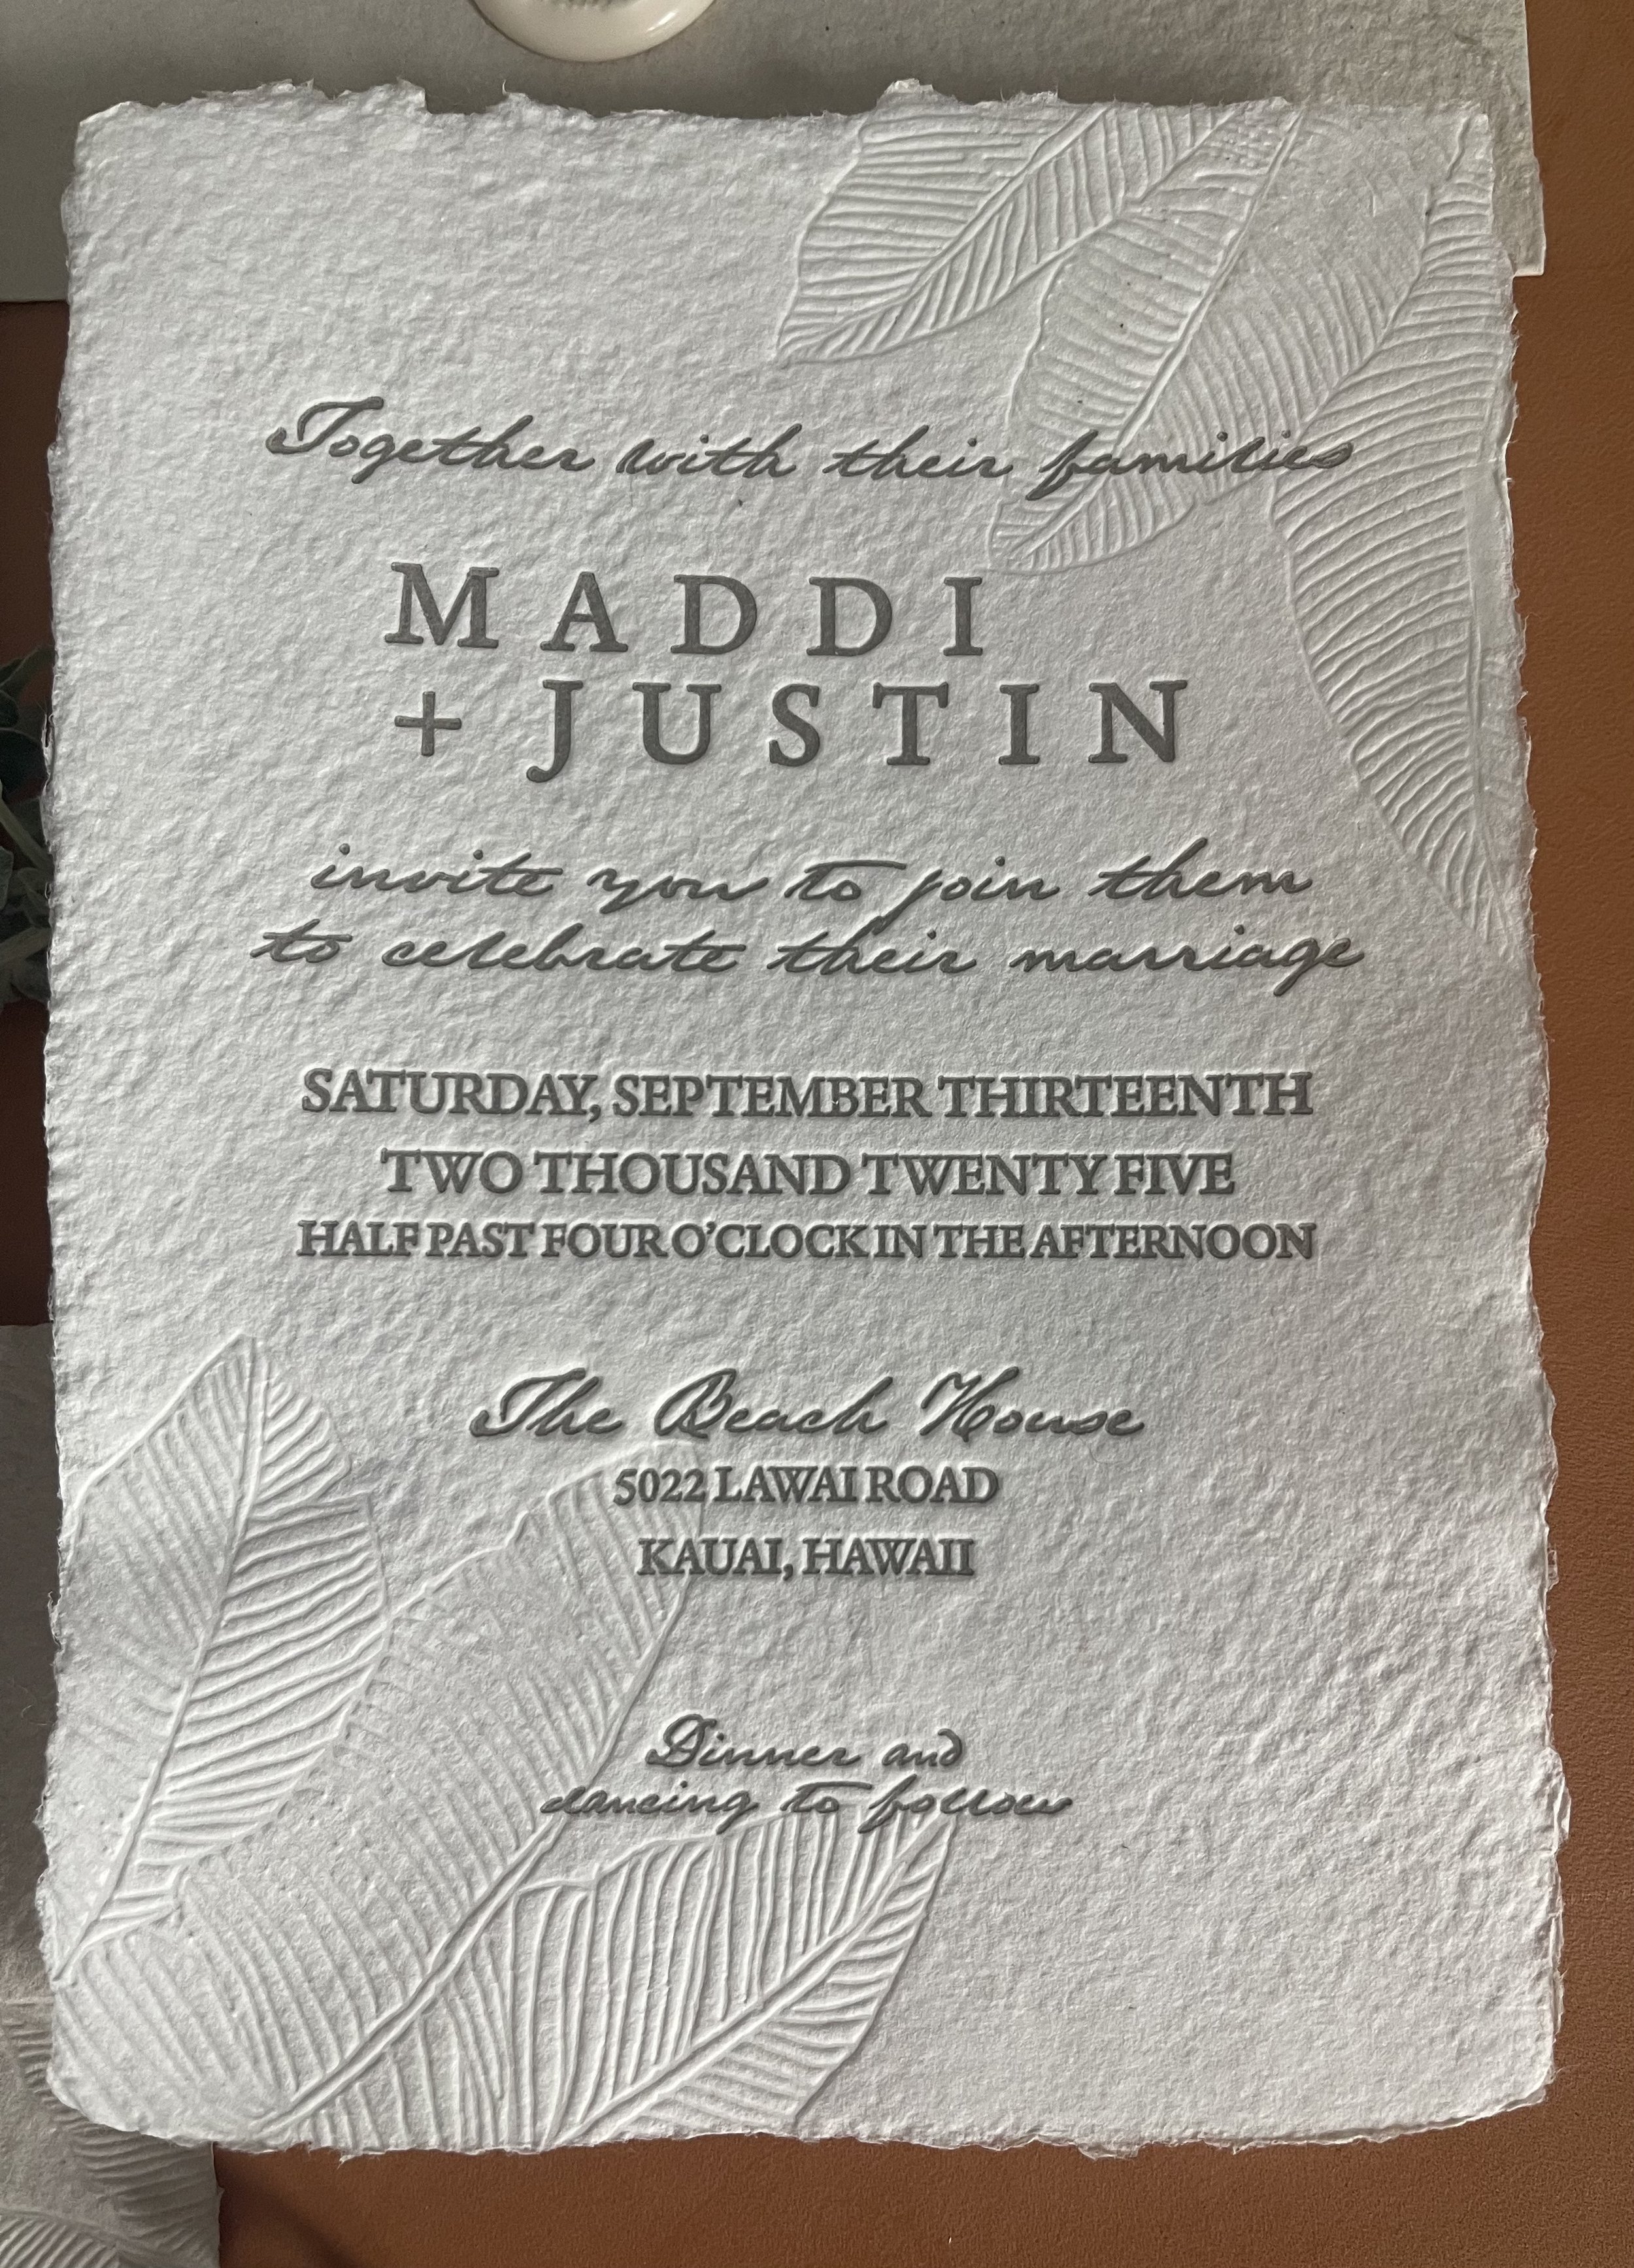 Together with their families
MADDI
+ JUSTIN
invite you to join them
to celebrate their marriage
SATURDAY, SEPTEMBER THIRTEENTH
TWO THOUSAND TWENTY FIVE
HALF PAST FOUR O’CLOCK IN THE AFTERNOON
The Beach House
5022 LAWAI ROAD
KAUAI, HAWAII
Dinner and
dancing to follow